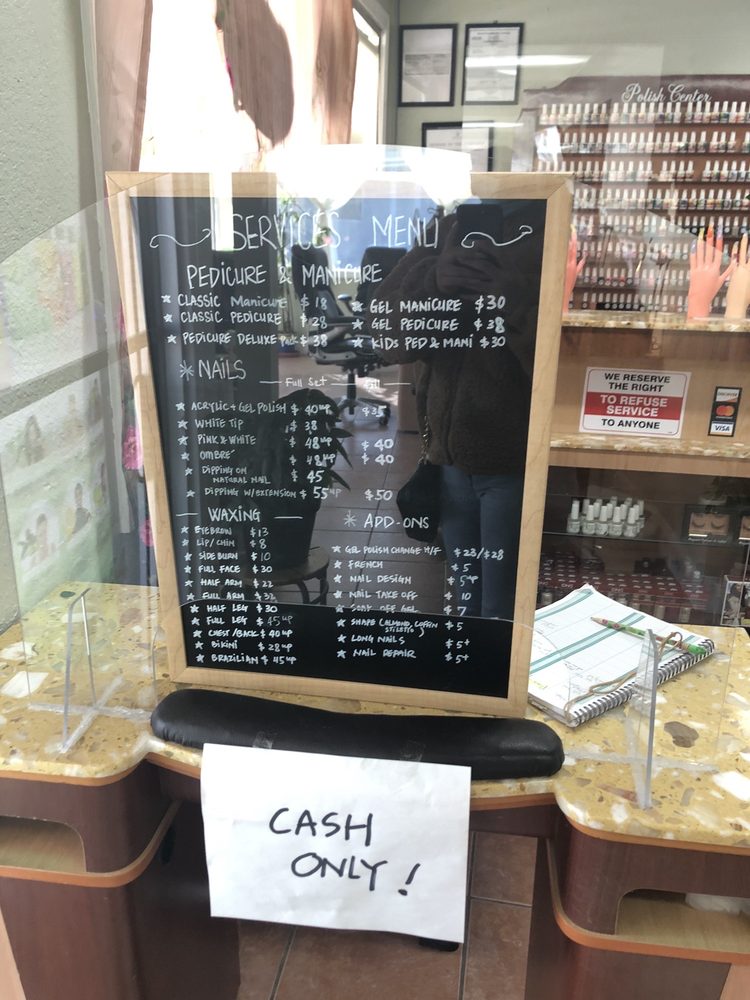 Polish Center
SERVICES MENU
PEDICURE & MANICURE
★ CLASSIC Manicure $ 18
★ CLASSIC PEDICURE $ 28
★ PEDICURE DELUXE $ 38
★ GEL MANICURE $30
★ GEL PEDICURE $ 38
★ KIDS PED & MANI $30
NAILS
Full Set
★ ACRYLIC + GEL POLISH $ 40up $35
★ WHITE TIP $ 38
★ PINK & WHITE $ 48up $ 40
★ OMBRE' $ 48up $ 40
★ DIPPING ON
NATURAL NAIL $ 45
★ DIPPING W/EXTENSION $ 55up $50
WAXING
★ EYEBROW $13
★ LIP/CHIN $ 8
★ SIDE BURN $ 10
★ FULL FACE $30
★ HALF ARM $ 22
★ FULL ARM $ 32
★ HALF LEG $ 30
★ FULL LEG $ 45up
★ CHEST/BACK $ 40up
★ BIKINI $ 28up
★ BRAZILIAN $ 45up
ADD-ONS
★ GEL POLISH CHANGE H/F $ 23/$28
★ FRENCH $ 5
★ NAIL DESIGN $ 5up
★ NAIL TAKE OFF $ 10
★ SOAK OFF GEL $ 7
★ SHAPE (ALMOND, COFFIN $ 5
STILETTO)
★ LONG NAILS $ 5+
★ NAIL REPAIR $ 5+
WE RESERVE
THE RIGHT
TO REFUSE
SERVICE
TO ANYONE
VISA
CASH
ONLY!